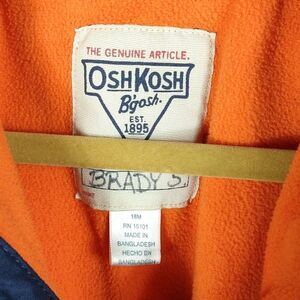 THE GENUINE ARTICLE.
OSHKOSH
B'gosh.
EST.
1895
BRADY S.
18M
RN 15101
MADE IN
BANGLADESH
HECHO EN
BANGLADESH